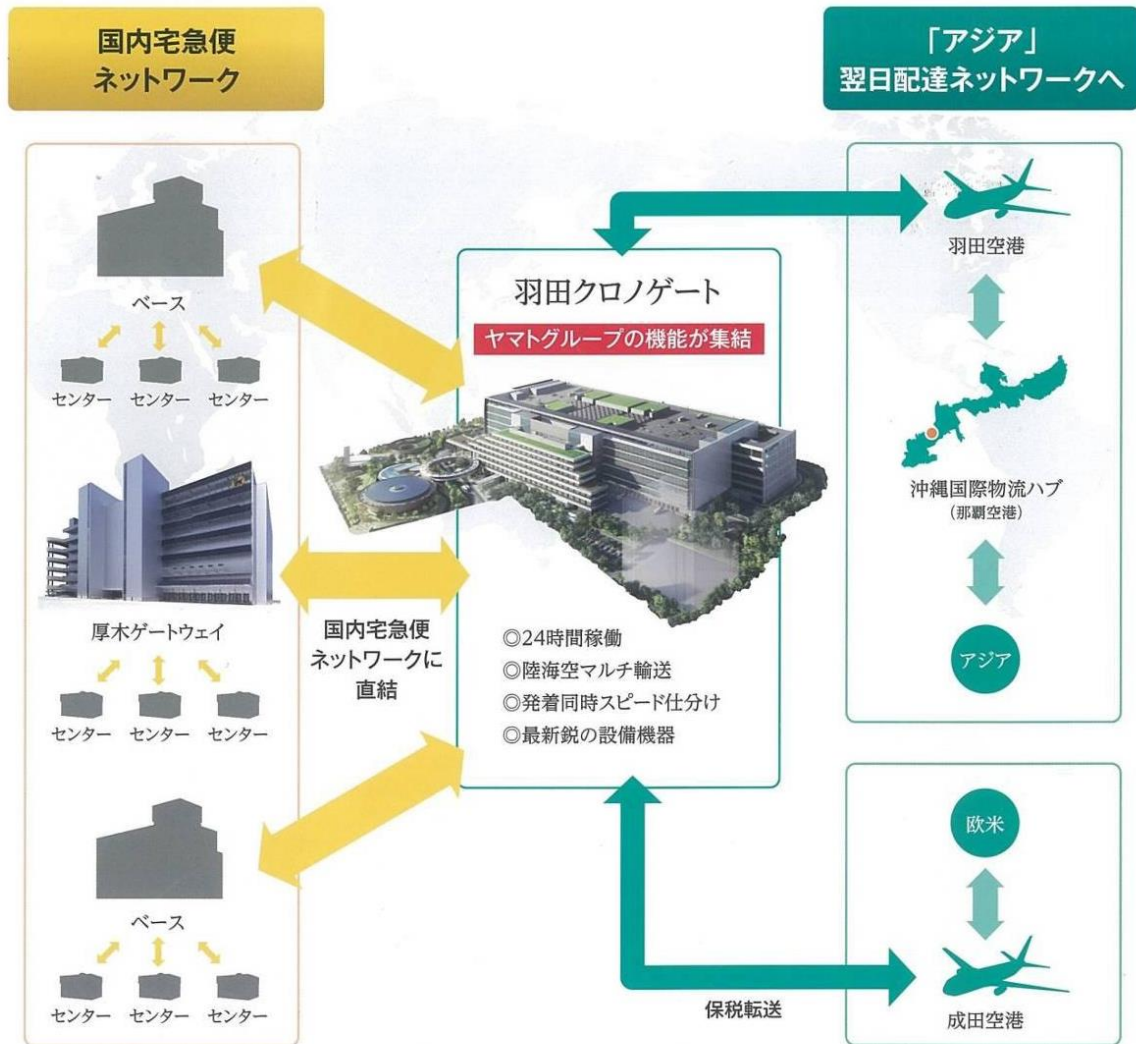 国内宅急便
ネットワーク
「アジア」
翌日配達ネットワークへ
ベース
センター センター センター
厚木ゲートウェイ
センター センター センター
ベース
センター センター センター
国内宅急便
ネットワークに
直結
羽田クロノゲート
ヤマトグループの機能が集結
◎24時間稼働
◎陸海空マルチ輸送
◎発着同時スピード仕分け
◎最新鋭の設備機器
羽田空港
沖縄国際物流ハブ
(那覇空港)
アジア
欧米
成田空港
保税転送